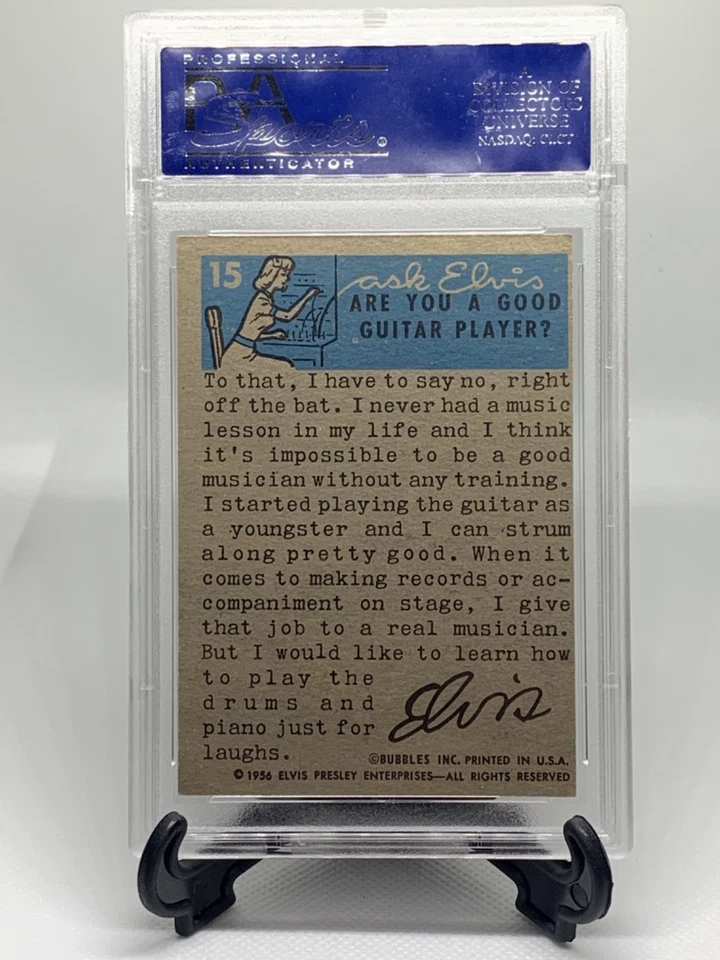 PROFESSIONAL
PSA
Sports®
AUTHENTICATOR
A
DIVISION OF
COLLECTORS
UNIVERSE
NASDAQ: CLCT
15
ask Elvis
ARE YOU A GOOD
GUITAR PLAYER?
To that, I have to say no, right
off the bat. I never had a music
lesson in my life and I think
it's impossible to be a good
musician without any training.
I started playing the guitar as
a youngster and I can strum
along pretty good. When it
comes to making records or ac-
companiment on stage, I give
that job to a real musician.
But I would like to learn how
to play the
drums and
piano just for
laughs.
Elvis
©BUBBLES INC. PRINTED IN U.S.A.
© 1956 ELVIS PRESLEY ENTERPRISES—ALL RIGHTS RESERVED